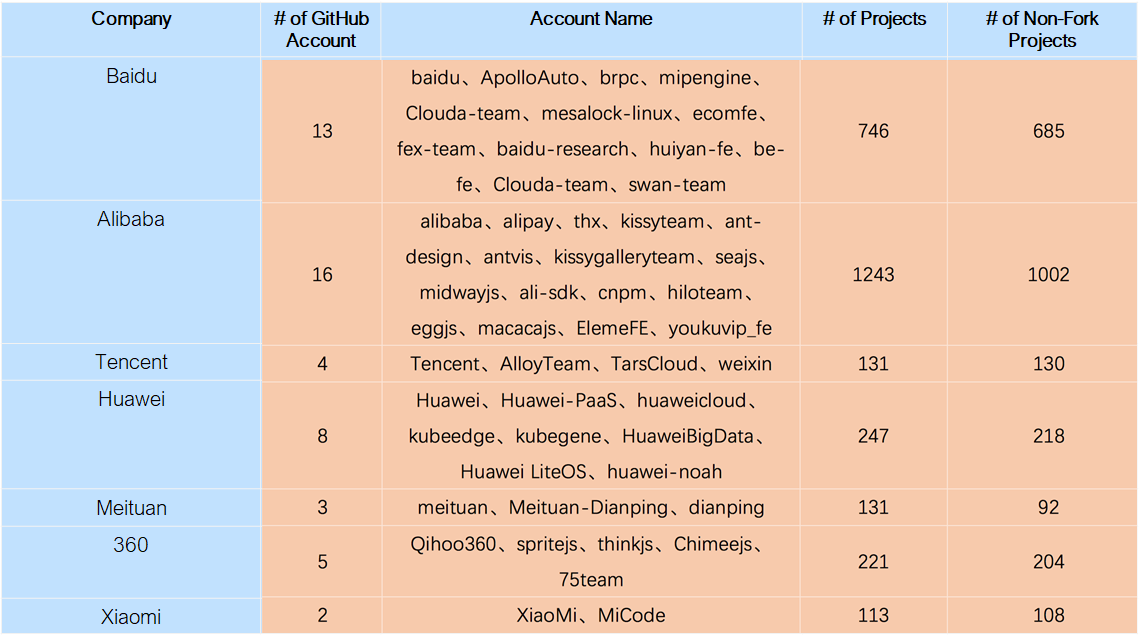 Company
# of GitHub
Account
Account Name
# of Projects
# of Non-Fork
Projects
Baidu
13
baidu、ApolloAuto、brpc、mipengine、
Clouda-team、mesalock-linux、ecomfe、
fex-team、baidu-research、huiyan-fe、be-
fe、Clouda-team、swan-team
746
685
Alibaba
16
alibaba、alipay、thx、kissyteam、ant-
design、antvis、kissygalleryteam、seajs、
midwayjs、ali-sdk、cnpm、hiloteam、
eggjs、macacajs、ElemeFE、youkuvip_fe
1243
1002
Tencent
4
Tencent、AlloyTeam、TarsCloud、weixin
131
130
Huawei
8
Huawei、Huawei-PaaS、huaweicloud、
kubeedge、kubegene、HuaweiBigData、
Huawei LiteOS、huawei-noah
247
218
Meituan
3
meituan、Meituan-Dianping、dianping
131
92
360
5
Qihoo360、spritejs、thinkjs、Chimeejs、
75team
221
204
Xiaomi
2
XiaoMi、MiCode
113
108